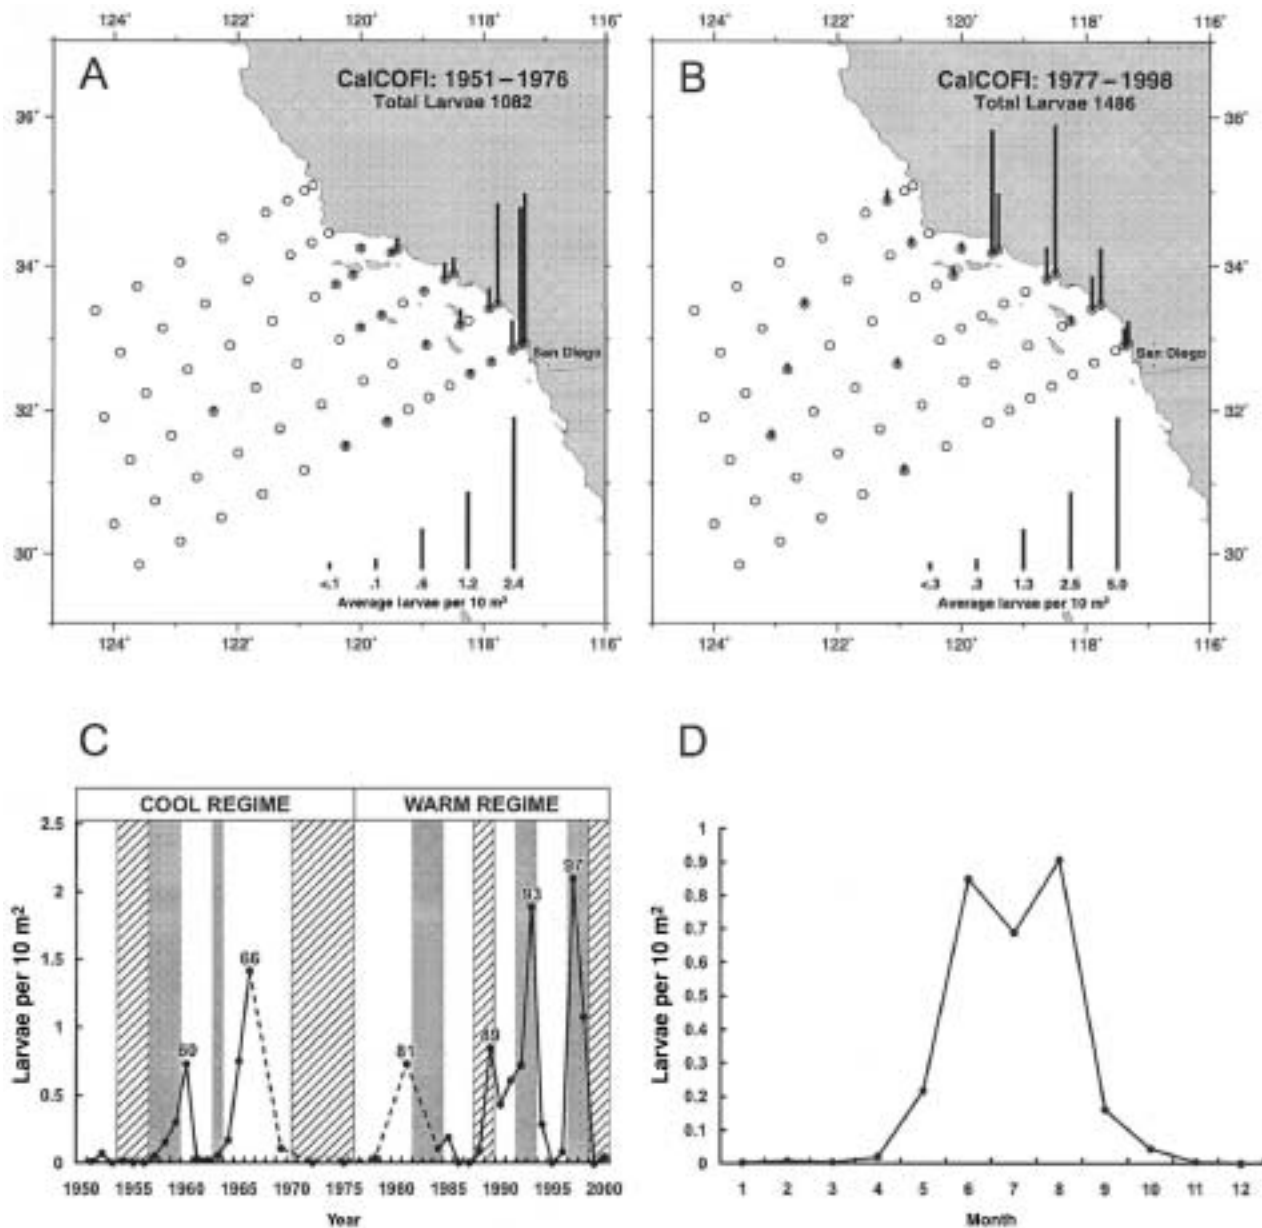 124° 122° 120° 118° 116°
A
CalCOFI: 1951–1976
Total Larvae 1082
36°
34°
32°
30°
San Diego
<.1 .1 .6 1.2 2.4
Average larvae per 10 m²
124° 122° 120° 118° 116°
124° 122° 120° 118° 116°
B
CalCOFI: 1977–1998
Total Larvae 1486
36°
34°
32°
30°
San Diego
<.3 .3 1.3 2.5 5.0
Average larvae per 10 m²
124° 122° 120° 118° 116°
C
COOL REGIME WARM REGIME
2.5
2
1.5
1
0.5
0
Larvae per 10 m²
60
66
81
89
93
97
1950 1955 1960 1965 1970 1975 1980 1985 1990 1995 2000
Year
D
1
0.9
0.8
0.7
0.6
0.5
0.4
0.3
0.2
0.1
0
Larvae per 10 m²
1 2 3 4 5 6 7 8 9 10 11 12
Month